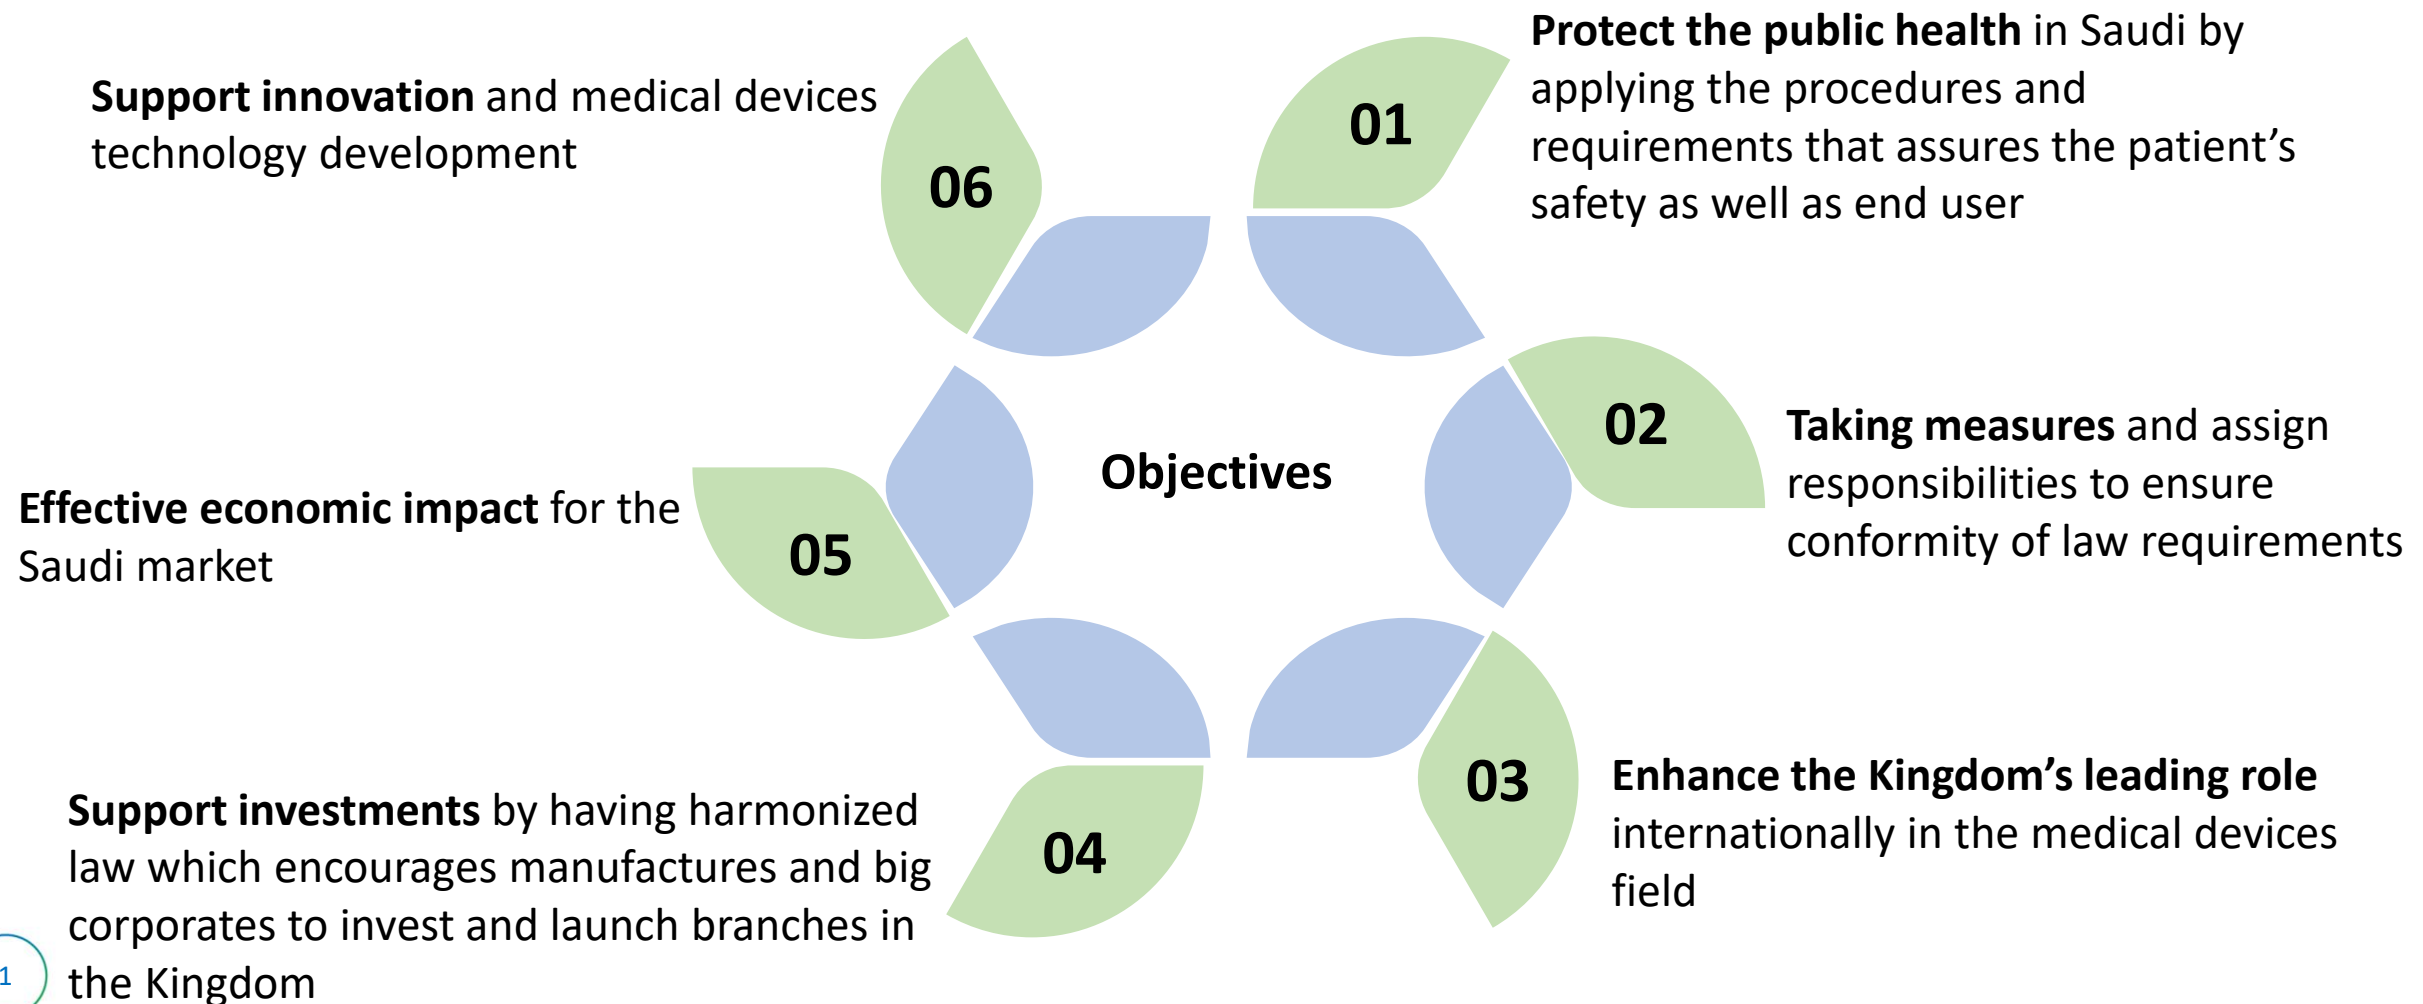 Protect the public health in Saudi by
applying the procedures and
requirements that assures the patient’s
safety as well as end user
01
02
Taking measures and assign
responsibilities to ensure
conformity of law requirements
03
Enhance the Kingdom’s leading role
internationally in the medical devices
field
04
Support investments by having harmonized
law which encourages manufactures and big
corporates to invest and launch branches in
the Kingdom
05
Effective economic impact for the
Saudi market
06
Support innovation and medical devices
technology development
Objectives
1